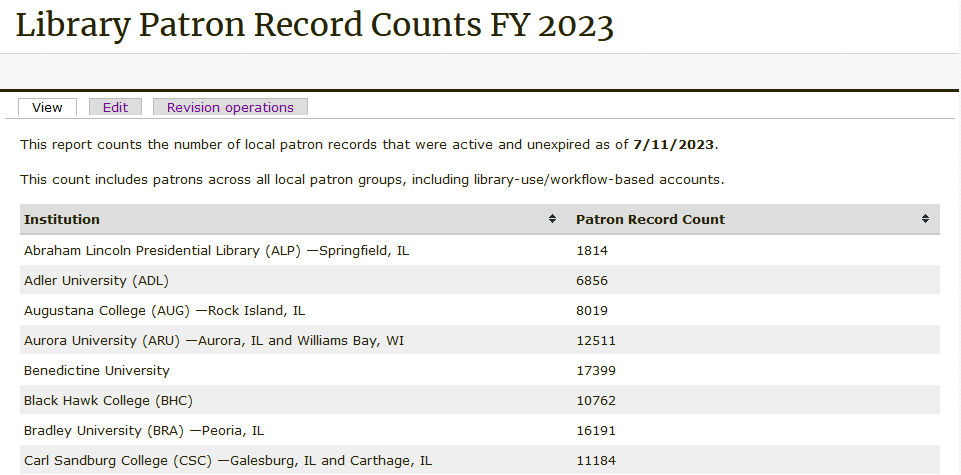 Library Patron Record Counts FY 2023
View Edit Revision operations
This report counts the number of local patron records that were active and unexpired as of 7/11/2023.
This count includes patrons across all local patron groups, including library-use/workflow-based accounts.
Institution Patron Record Count
Abraham Lincoln Presidential Library (ALP) —Springfield, IL 1814
Adler University (ADL) 6856
Augustana College (AUG) —Rock Island, IL 8019
Aurora University (ARU) —Aurora, IL and Williams Bay, WI 12511
Benedictine University 17399
Black Hawk College (BHC) 10762
Bradley University (BRA) —Peoria, IL 16191
Carl Sandburg College (CSC) —Galesburg, IL and Carthage, IL 11184